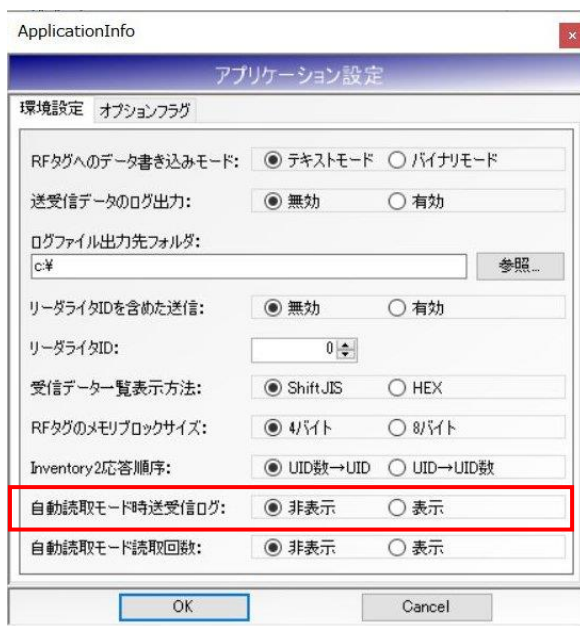 ApplicationInfo
アプリケーション設定
環境設定 オプションフラグ
RFタグへのデータ書き込みモード: テキストモード バイナリモード
送受信データのログ出力: 無効 有効
ログファイル出力先フォルダ:
c:¥ 参照...
リーダライタIDを含めた送信: 無効 有効
リーダライタID: 0
受信データ一覧表示方法: ShiftJIS HEX
RFタグのメモリブロックサイズ: 4バイト 8バイト
Inventory2応答順序: UID数→UID UID→UID数
自動読取モード時送受信ログ: 非表示 表示
自動読取モード読取回数: 非表示 表示
OK Cancel